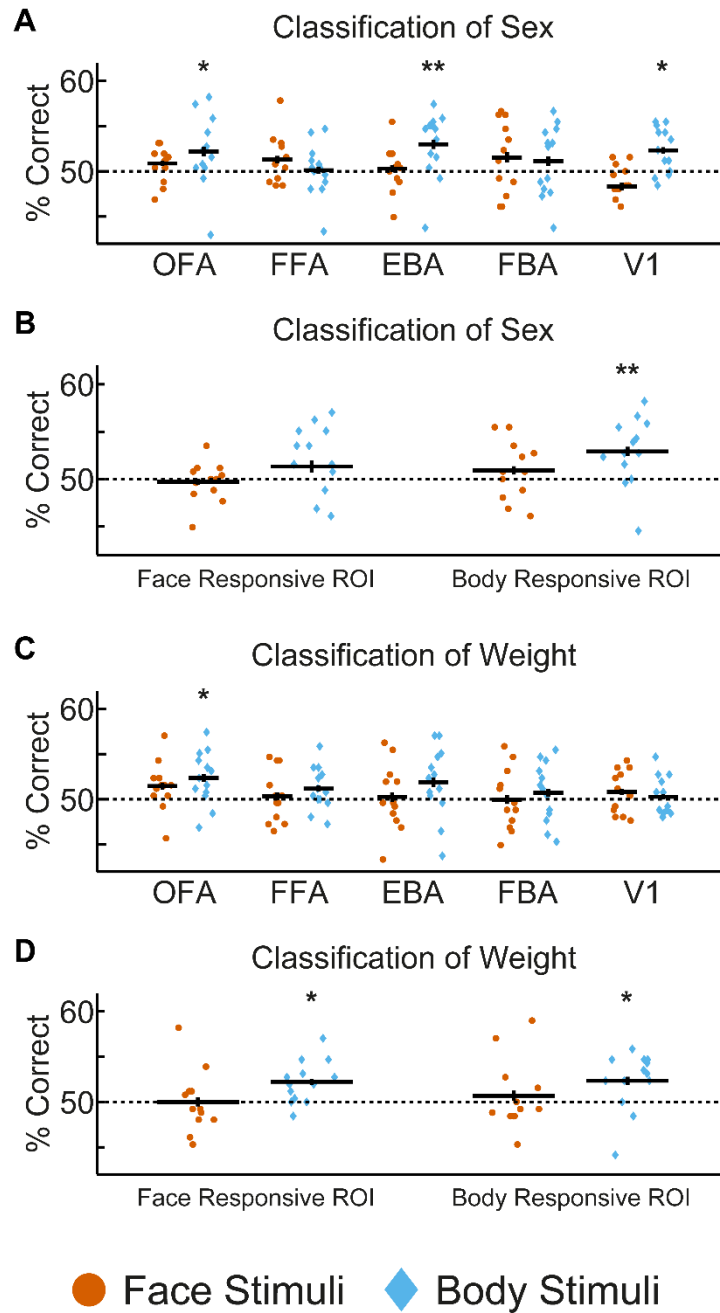 A
Classification of Sex
% Correct
60
50
* ** *
OFA FFA EBA FBA V1
B
Classification of Sex
% Correct
60
50
**
Face Responsive ROI Body Responsive ROI
C
Classification of Weight
% Correct
60
50
*
OFA FFA EBA FBA V1
D
Classification of Weight
% Correct
60
50
* *
Face Responsive ROI Body Responsive ROI
Face Stimuli Body Stimuli